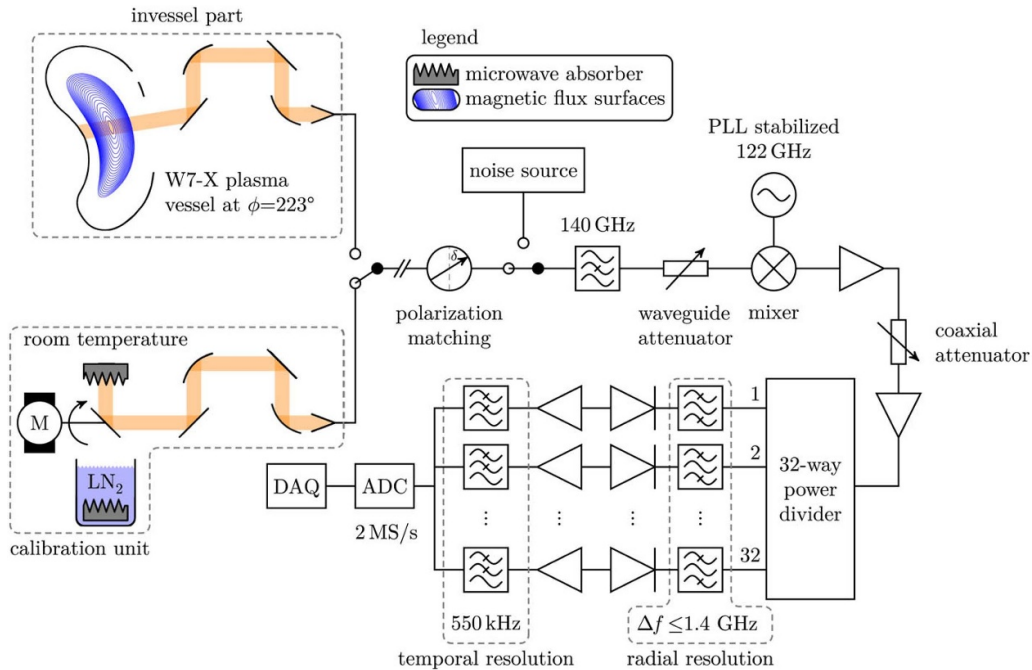 invessel part
W7-X plasma
vessel at ϕ=223°
legend
microwave absorber
magnetic flux surfaces
PLL stabilized
122 GHz
noise source
140 GHz
δ
polarization
matching
waveguide
attenuator
mixer
coaxial
attenuator
room temperature
M
LN₂
calibration unit
DAQ
ADC
2 MS/s
1
2
32
32-way
power
divider
550 kHz
Δf ≤1.4 GHz
temporal resolution
radial resolution